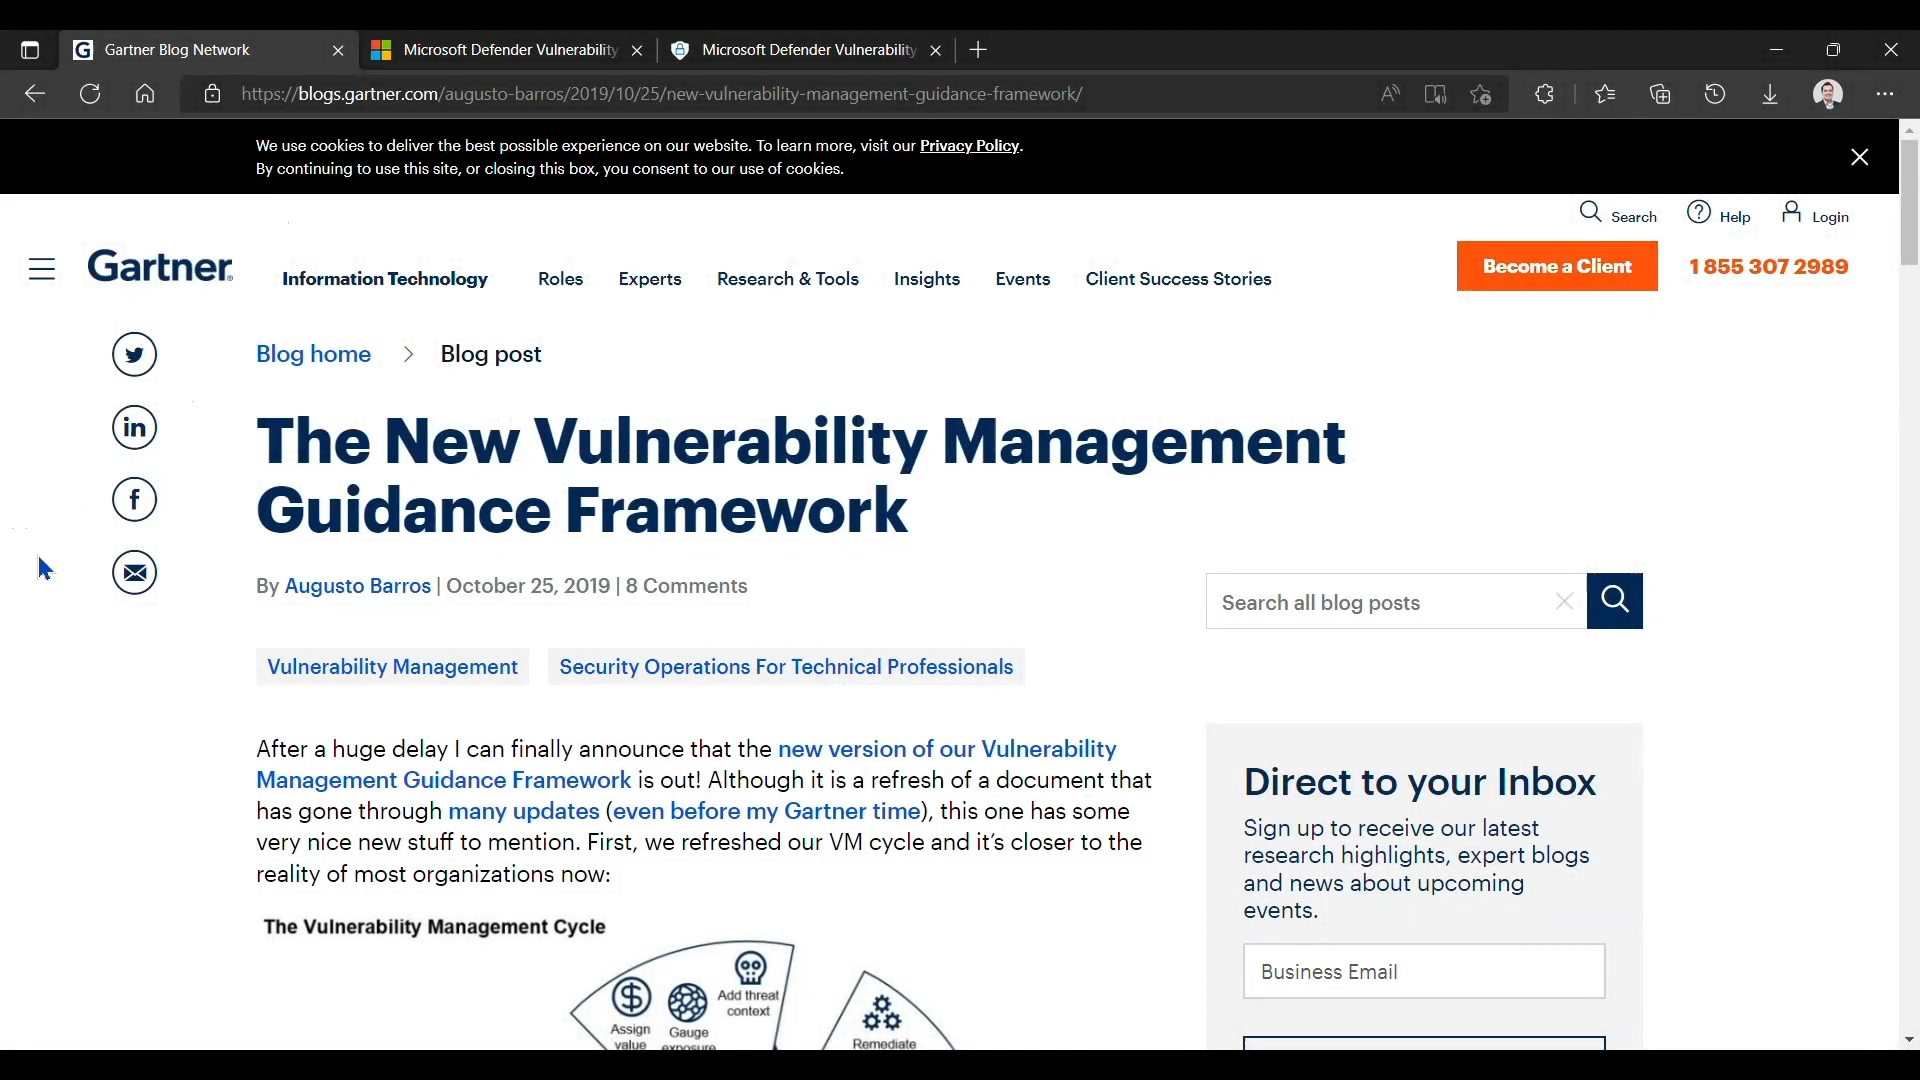 Gartner Blog Network
Microsoft Defender Vulnerability
Microsoft Defender Vulnerability
https://blogs.gartner.com/augusto-barros/2019/10/25/new-vulnerability-management-guidance-framework/
We use cookies to deliver the best possible experience on our website. To learn more, visit our Privacy Policy.
By continuing to use this site, or closing this box, you consent to our use of cookies.
Search
Help
Login
Gartner
Information Technology
Roles
Experts
Research & Tools
Insights
Events
Client Success Stories
Become a Client
1 855 307 2989
Blog home > Blog post
The New Vulnerability Management
Guidance Framework
By Augusto Barros | October 25, 2019 | 8 Comments
Search all blog posts
Vulnerability Management
Security Operations For Technical Professionals
After a huge delay I can finally announce that the new version of our Vulnerability
Management Guidance Framework is out! Although it is a refresh of a document that
has gone through many updates (even before my Gartner time), this one has some
very nice new stuff to mention. First, we refreshed our VM cycle and it’s closer to the
reality of most organizations now:
The Vulnerability Management Cycle
Assign
value
Gauge
exposure
Add threat
context
Remediate
Direct to your Inbox
Sign up to receive our latest
research highlights, expert blogs
and news about upcoming
events.
Business Email